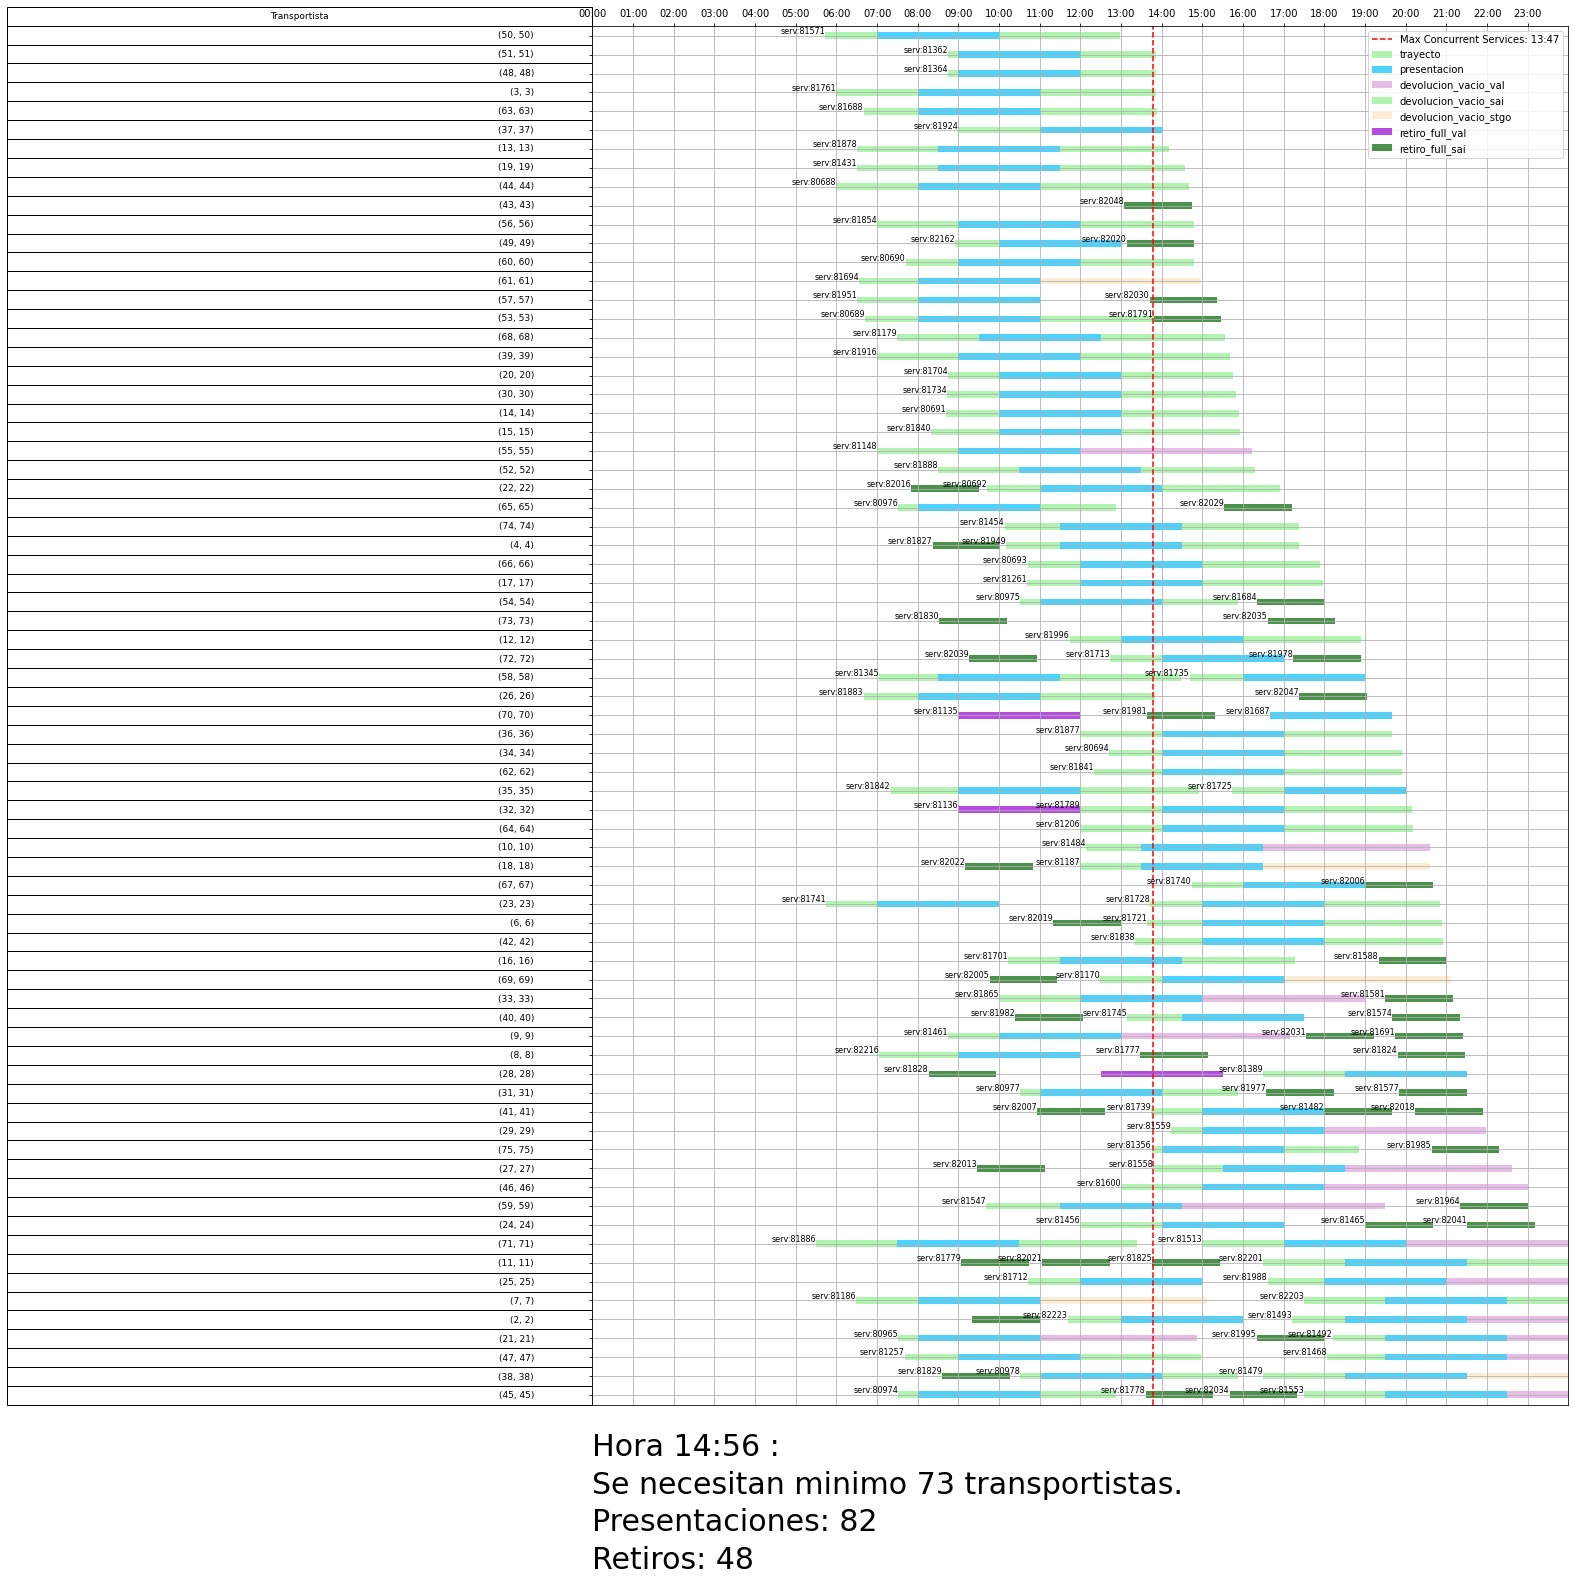 Transportista
00:00 01:00 02:00 03:00 04:00 05:00 06:00 07:00 08:00 09:00 10:00 11:00 12:00 13:00 14:00 15:00 16:00 17:00 18:00 19:00 20:00 21:00 22:00 23:00
Max Concurrent Services: 13:47
trayecto
presentacion
devolucion_vacio_val
devolucion_vacio_sai
devolucion_vacio_stgo
retiro_full_val
retiro_full_sai
(50, 50) serv:81571
(51, 51) serv:81362
(48, 48) serv:81364
(3, 3) serv:81761
(63, 63) serv:81688
(37, 37) serv:81924
(13, 13) serv:81878
(19, 19) serv:81431
(44, 44) serv:80688
(43, 43) serv:82048
(56, 56) serv:81854
(49, 49) serv:82162 serv:82020
(60, 60) serv:80690
(61, 61) serv:81694
(57, 57) serv:81951 serv:82030
(53, 53) serv:80689 serv:81791
(68, 68) serv:81179
(39, 39) serv:81916
(20, 20) serv:81704
(30, 30) serv:81734
(14, 14) serv:80691
(15, 15) serv:81840
(55, 55) serv:81148
(52, 52) serv:81888
(22, 22) serv:82016 serv:80692
(65, 65) serv:80976 serv:82029
(74, 74) serv:81454
(4, 4) serv:81827 serv:81949
(66, 66) serv:80693
(17, 17) serv:81261
(54, 54) serv:80975 serv:81684
(73, 73) serv:81830 serv:82035
(12, 12) serv:81996
(72, 72) serv:82039 serv:81713 serv:81978
(58, 58) serv:81345 serv:81735
(26, 26) serv:81883 serv:82047
(70, 70) serv:81135 serv:81981 serv:81687
(36, 36) serv:81877
(34, 34) serv:80694
(62, 62) serv:81841
(35, 35) serv:81842 serv:81725
(32, 32) serv:81136 serv:81789
(64, 64) serv:81206
(10, 10) serv:81484
(18, 18) serv:82022 serv:81187
(67, 67) serv:81740 serv:82006
(23, 23) serv:81741 serv:81728
(6, 6) serv:82019 serv:81721
(42, 42) serv:81838
(16, 16) serv:81701 serv:81588
(69, 69) serv:82005 serv:81170
(33, 33) serv:81865 serv:81581
(40, 40) serv:81982 serv:81745 serv:81574
(9, 9) serv:81461 serv:82031 serv:81691
(8, 8) serv:82216 serv:81777 serv:81824
(28, 28) serv:81828 serv:81389
(31, 31) serv:80977 serv:81977 serv:81577
(41, 41) serv:82007 serv:81739 serv:81482 serv:82018
(29, 29) serv:81559
(75, 75) serv:81356 serv:81985
(27, 27) serv:82013 serv:81558
(46, 46) serv:81600
(59, 59) serv:81547 serv:81964
(24, 24) serv:81456 serv:81465 serv:82041
(71, 71) serv:81886 serv:81513
(11, 11) serv:81779 serv:82021 serv:81825 serv:82201
(25, 25) serv:81712 serv:81988
(7, 7) serv:81186 serv:82203
(2, 2) serv:82223 serv:81493
(21, 21) serv:80965 serv:81995 serv:81492
(47, 47) serv:81257 serv:81468
(38, 38) serv:81829 serv:80978 serv:81479
(45, 45) serv:80974 serv:81778 serv:82034 serv:81553
Hora 14:56 :
Se necesitan minimo 73 transportistas.
Presentaciones: 82
Retiros: 48